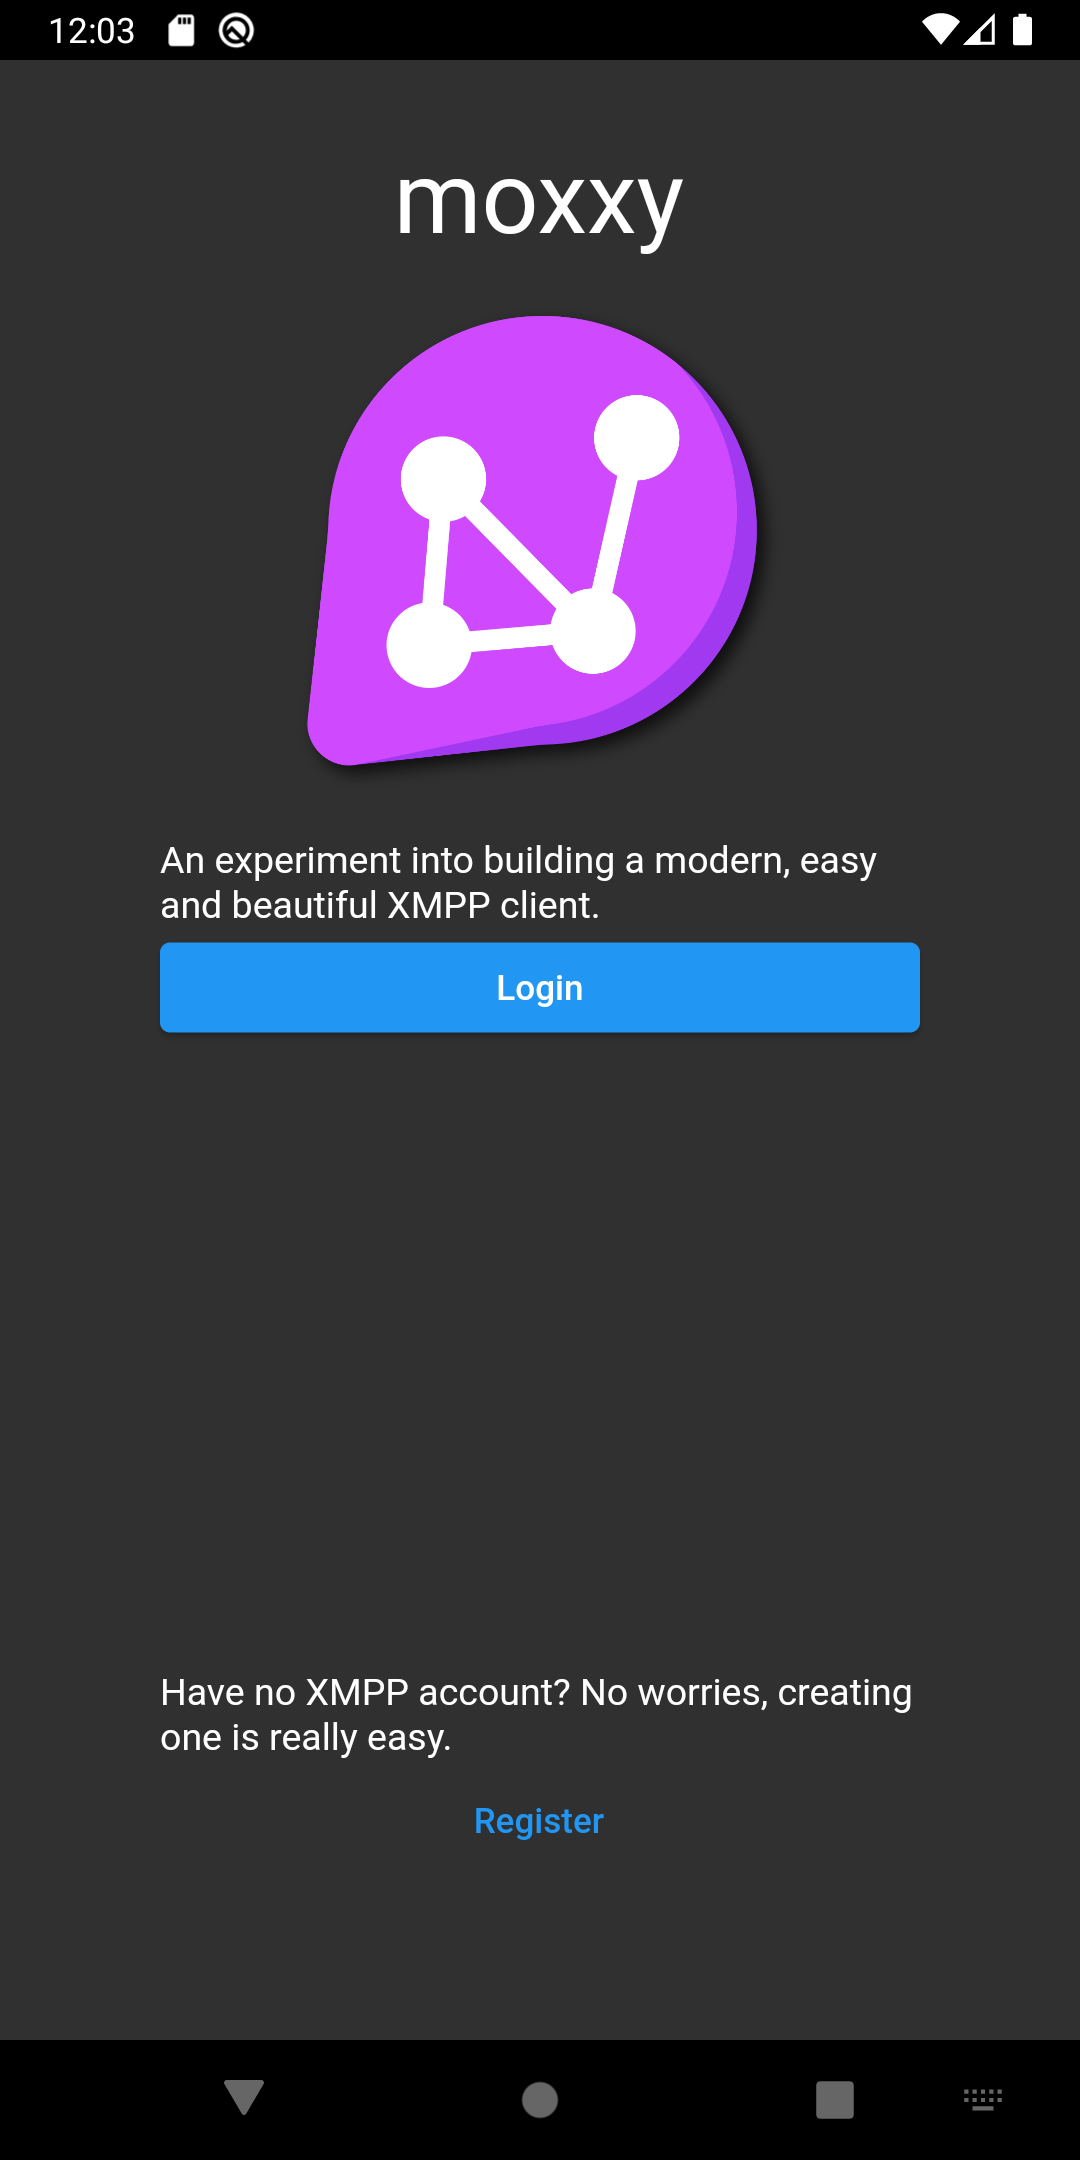 12:03
moxxy
An experiment into building a modern, easy
and beautiful XMPP client.
Login
Have no XMPP account? No worries, creating
one is really easy.
Register